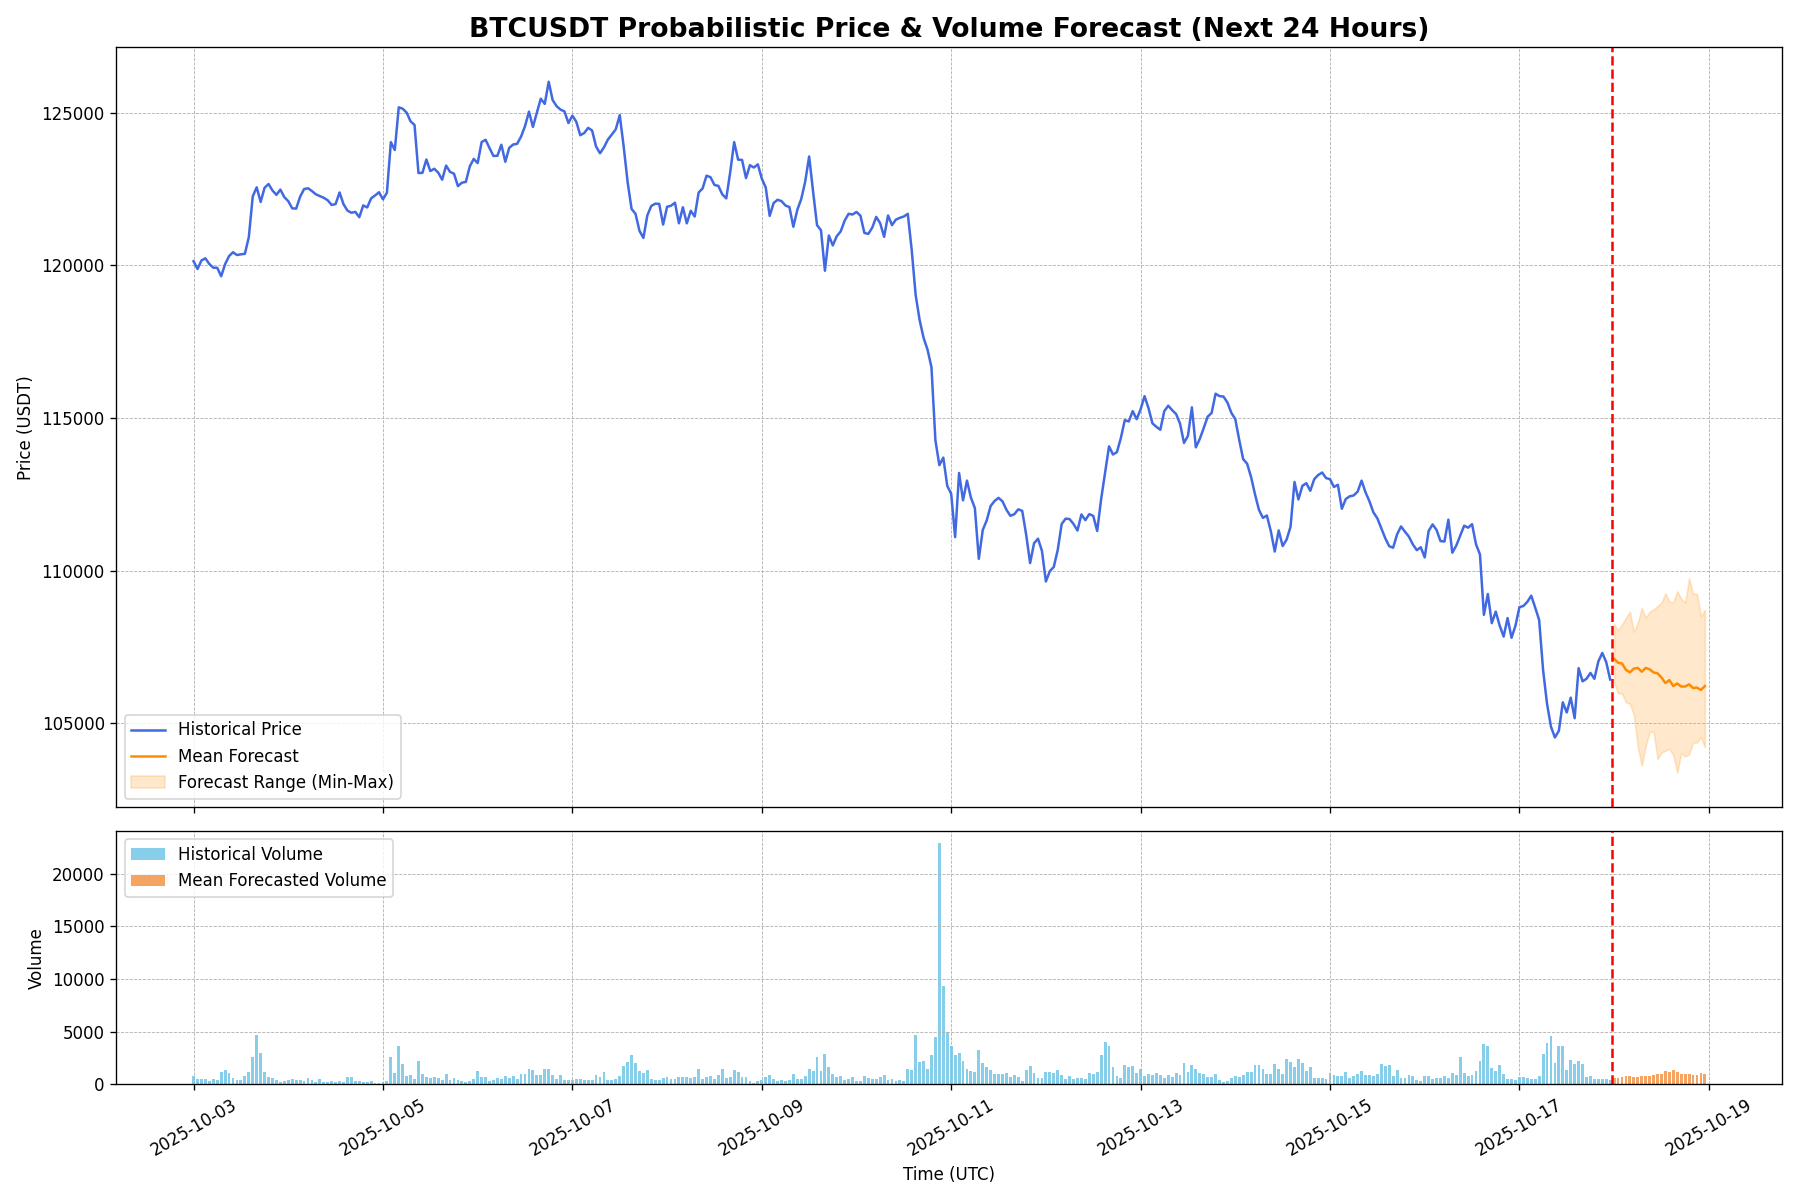 BTCUSDT Probabilistic Price & Volume Forecast (Next 24 Hours)
125000
120000
115000
110000
105000
Price (USDT)
Historical Price
Mean Forecast
Forecast Range (Min-Max)
Historical Volume
Mean Forecasted Volume
20000
15000
10000
5000
0
Volume
2025-10-03
2025-10-05
2025-10-07
2025-10-09
2025-10-11
2025-10-13
2025-10-15
2025-10-17
2025-10-19
Time (UTC)